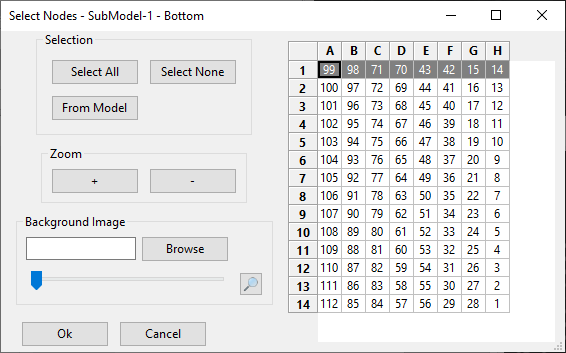 Select Nodes - SubModel-1 - Bottom
Selection
Select All Select None
From Model
Zoom
+ -
Background Image
Browse
Ok Cancel
A B C D E F G H
1 99 98 71 70 43 42 15 14
2 100 97 72 69 44 41 16 13
3 101 96 73 68 45 40 17 12
4 102 95 74 67 46 39 18 11
5 103 94 75 66 47 38 19 10
6 104 93 76 65 48 37 20 9
7 105 92 77 64 49 36 21 8
8 106 91 78 63 50 35 22 7
9 107 90 79 62 51 34 23 6
10 108 89 80 61 52 33 24 5
11 109 88 81 60 53 32 25 4
12 110 87 82 59 54 31 26 3
13 111 86 83 58 55 30 27 2
14 112 85 84 57 56 29 28 1